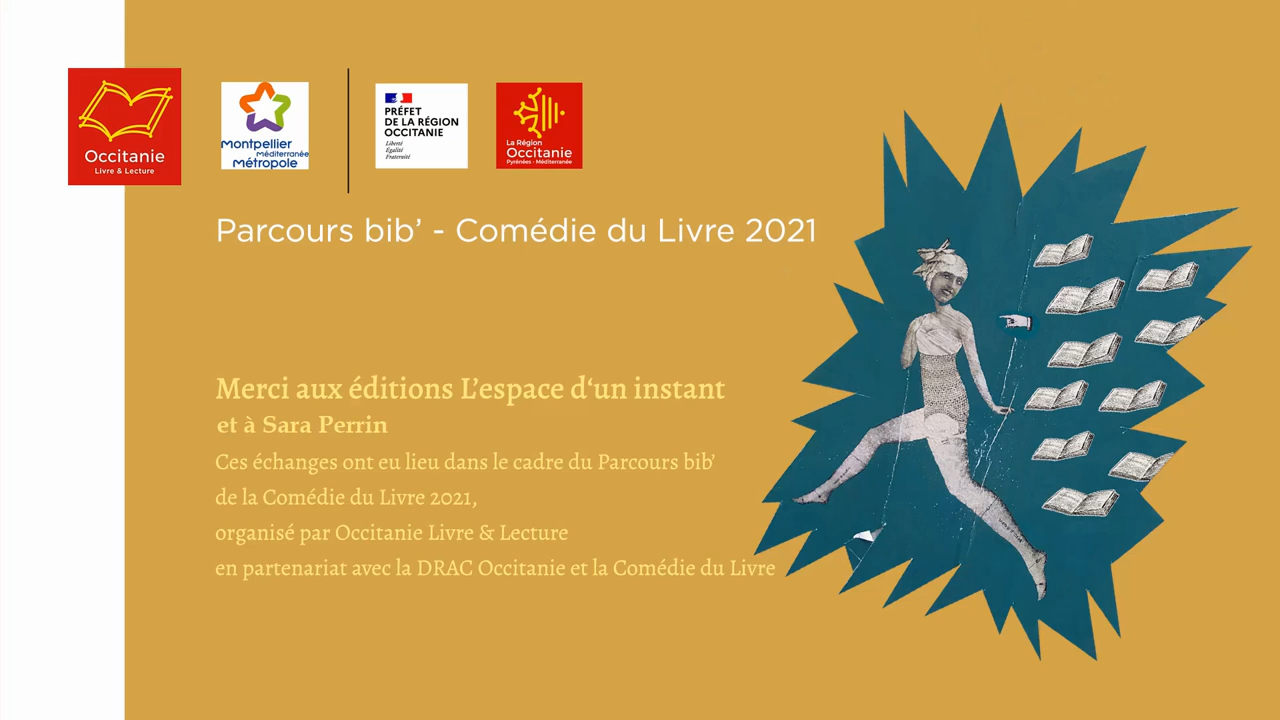 Occitanie
Livre & Lecture
Montpellier
Méditerranée
Métropole
PRÉFET
DE LA RÉGION
OCCITANIE
Liberté
Égalité
Fraternité
La Région
Occitanie
Pyrénées - Méditerranée
Parcours bib’ - Comédie du Livre 2021
Merci aux éditions L’espace d‘un instant
et à Sara Perrin
Ces échanges ont eu lieu dans le cadre du Parcours bib’
de la Comédie du Livre 2021,
organisé par Occitanie Livre & Lecture
en partenariat avec la DRAC Occitanie et la Comédie du Livre